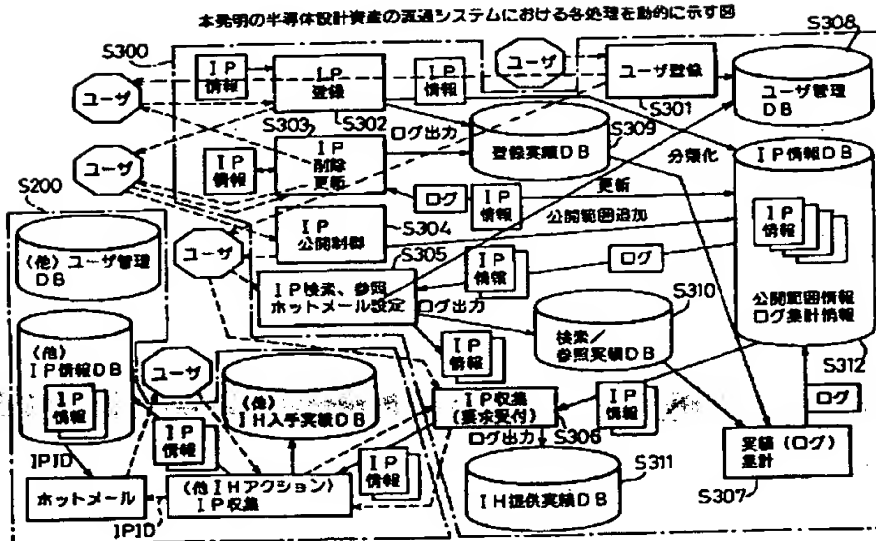 本発明の半導体設計資産の流通システムにおける各処理を動的に示す図
S300
S308
IP
情報
IP
登録
IP
情報
ユーザ
ユーザ登録
ユーザ管理
DB
ユーザ
S301
S303
S302
ログ出力
S309
IP
削除
更新
登録実績DB
分類化
IP情報DB
ユーザ
IP
情報
S200
ログ
IP
情報
更新
IP
公開制御
S304
公開範囲追加
IP
情報
(他)ユーザ管理
DB
ユーザ
S305
IP検索、参照
ホットメール設定
ログ出力
IP
情報
ログ
S310
公開範囲情報
ログ集計情報
検索/
参照実績DB
(他)
IP情報DB
ユーザ
IP
情報
S312
(他)
IH入手実績DB
IP収集
(要求受付)
IP
情報
ログ
IP
情報
IP
情報
ログ出力
S306
実績(ログ)
集計
IPID
S311
IP
情報
S307
ホットメール
(他IHアクション)
IP収集
IH提供実績DB
IPID